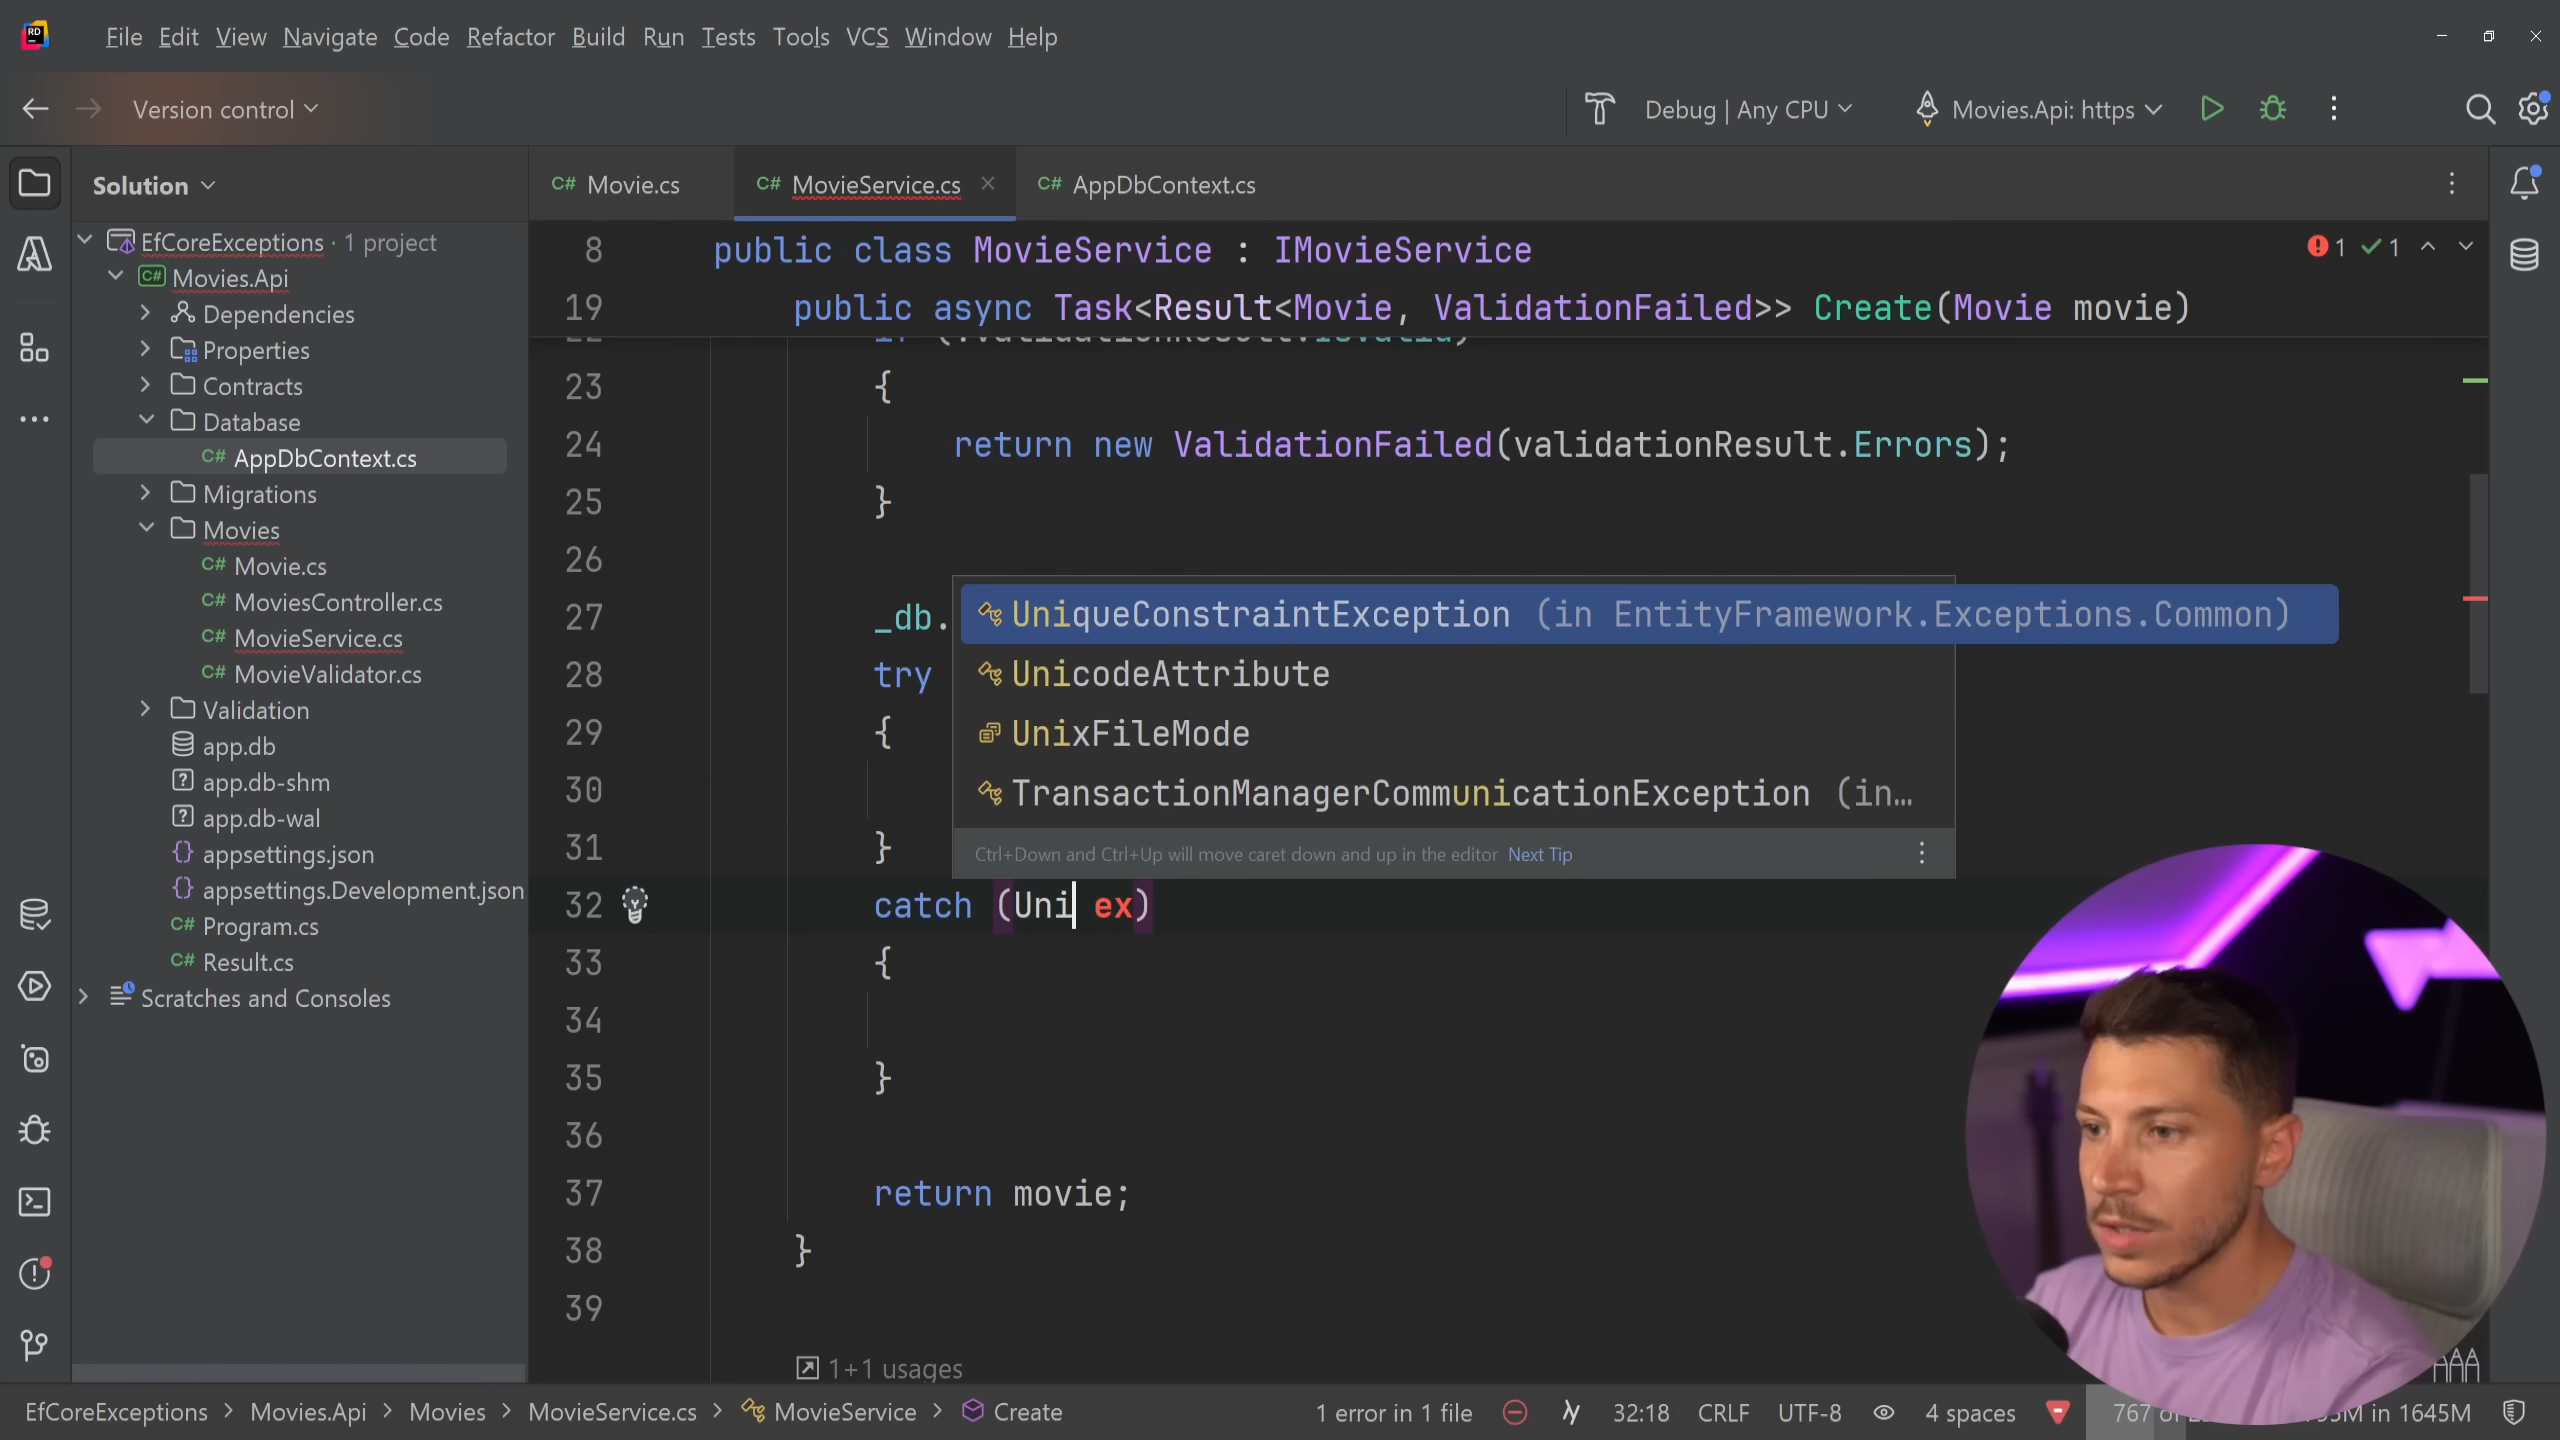 RD File Edit View Navigate Code Refactor Build Run Tests Tools VCS Window Help
Version control Debug | Any CPU Movies.Api: https
Solution
C# Movie.cs C# MovieService.cs C# AppDbContext.cs
EfCoreExceptions · 1 project
C# Movies.Api
Dependencies
Properties
Contracts
Database
C# AppDbContext.cs
Migrations
Movies
C# Movie.cs
C# MoviesController.cs
C# MovieService.cs
C# MovieValidator.cs
Validation
app.db
app.db-shm
app.db-wal
appsettings.json
appsettings.Development.json
C# Program.cs
C# Result.cs
Scratches and Consoles
8 public class MovieService : IMovieService
1 1
19 public async Task<Result<Movie, ValidationFailed>> Create(Movie movie)
23 {
24 return new ValidationFailed(validationResult.Errors);
25 }
26
27 _db.
28 try
29 {
30
31 }
32 catch (Uni ex)
33 {
34
35 }
36
37 return movie;
38 }
39
1+1 usages
UniqueConstraintException (in EntityFramework.Exceptions.Common)
UnicodeAttribute
UnixFileMode
TransactionManagerCommunicationException (in…
Ctrl+Down and Ctrl+Up will move caret down and up in the editor Next Tip
EfCoreExceptions > Movies.Api > Movies > MovieService.cs > MovieService > Create 1 error in 1 file 32:18 CRLF UTF-8 4 spaces 767 in 1645M